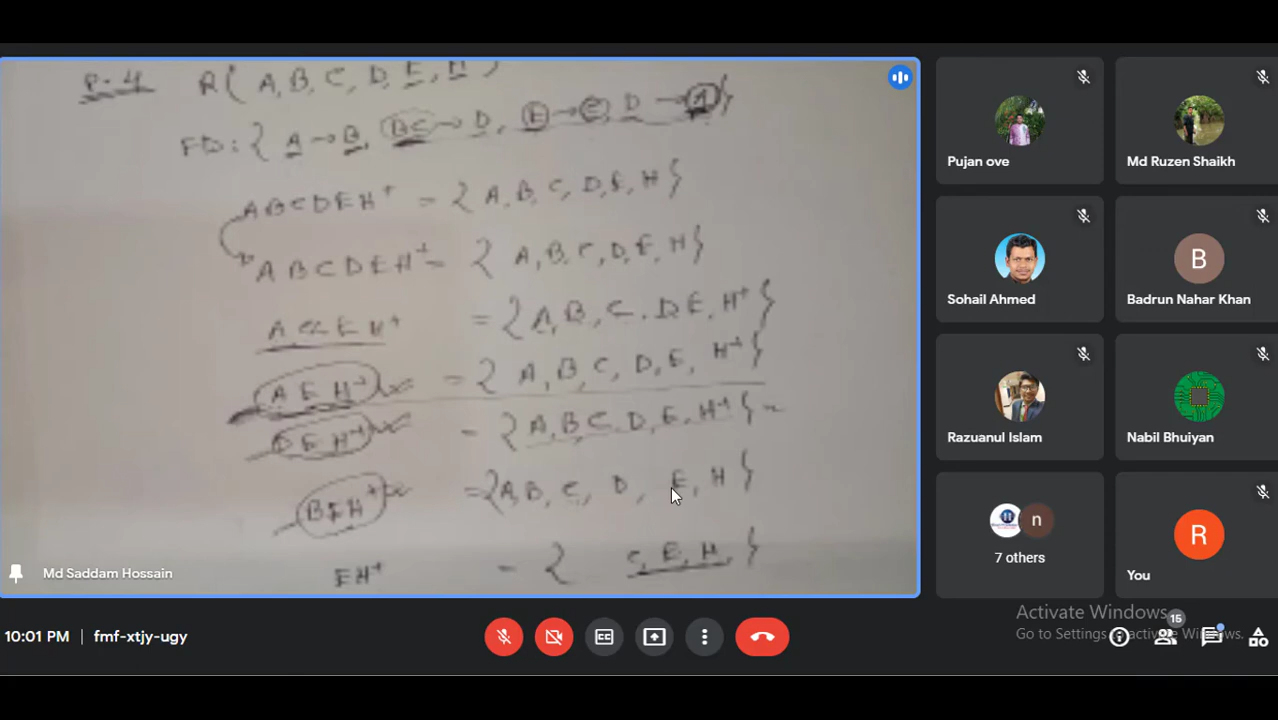 P-4 R( A, B, C, D, E, H )
FD: { A → B, BC → D, E → C, D → A }
ABCDEH⁺ = { A, B, C, D, E, H }
ABCDEH⁺ = { A, B, C, D, E, H }
= { A, B, C, D E, H⁺ }
AEH⁺ = { A, B, C, D, E, H⁺ }
DEH⁺ = { A, B C, D, E, H⁺ }
BEH⁺ = { A, B, C, D, E, H }
EH⁺ = { C, E, H, }
Md Saddam Hossain
Pujan ove
Md Ruzen Shaikh
Sohail Ahmed
B
Badrun Nahar Khan
Razuanul Islam
Nabil Bhuiyan
n
7 others
R
You
Activate Windows
Go to Settings to activate Windows.
10:01 PM | fmf-xtjy-ugy
CC
15